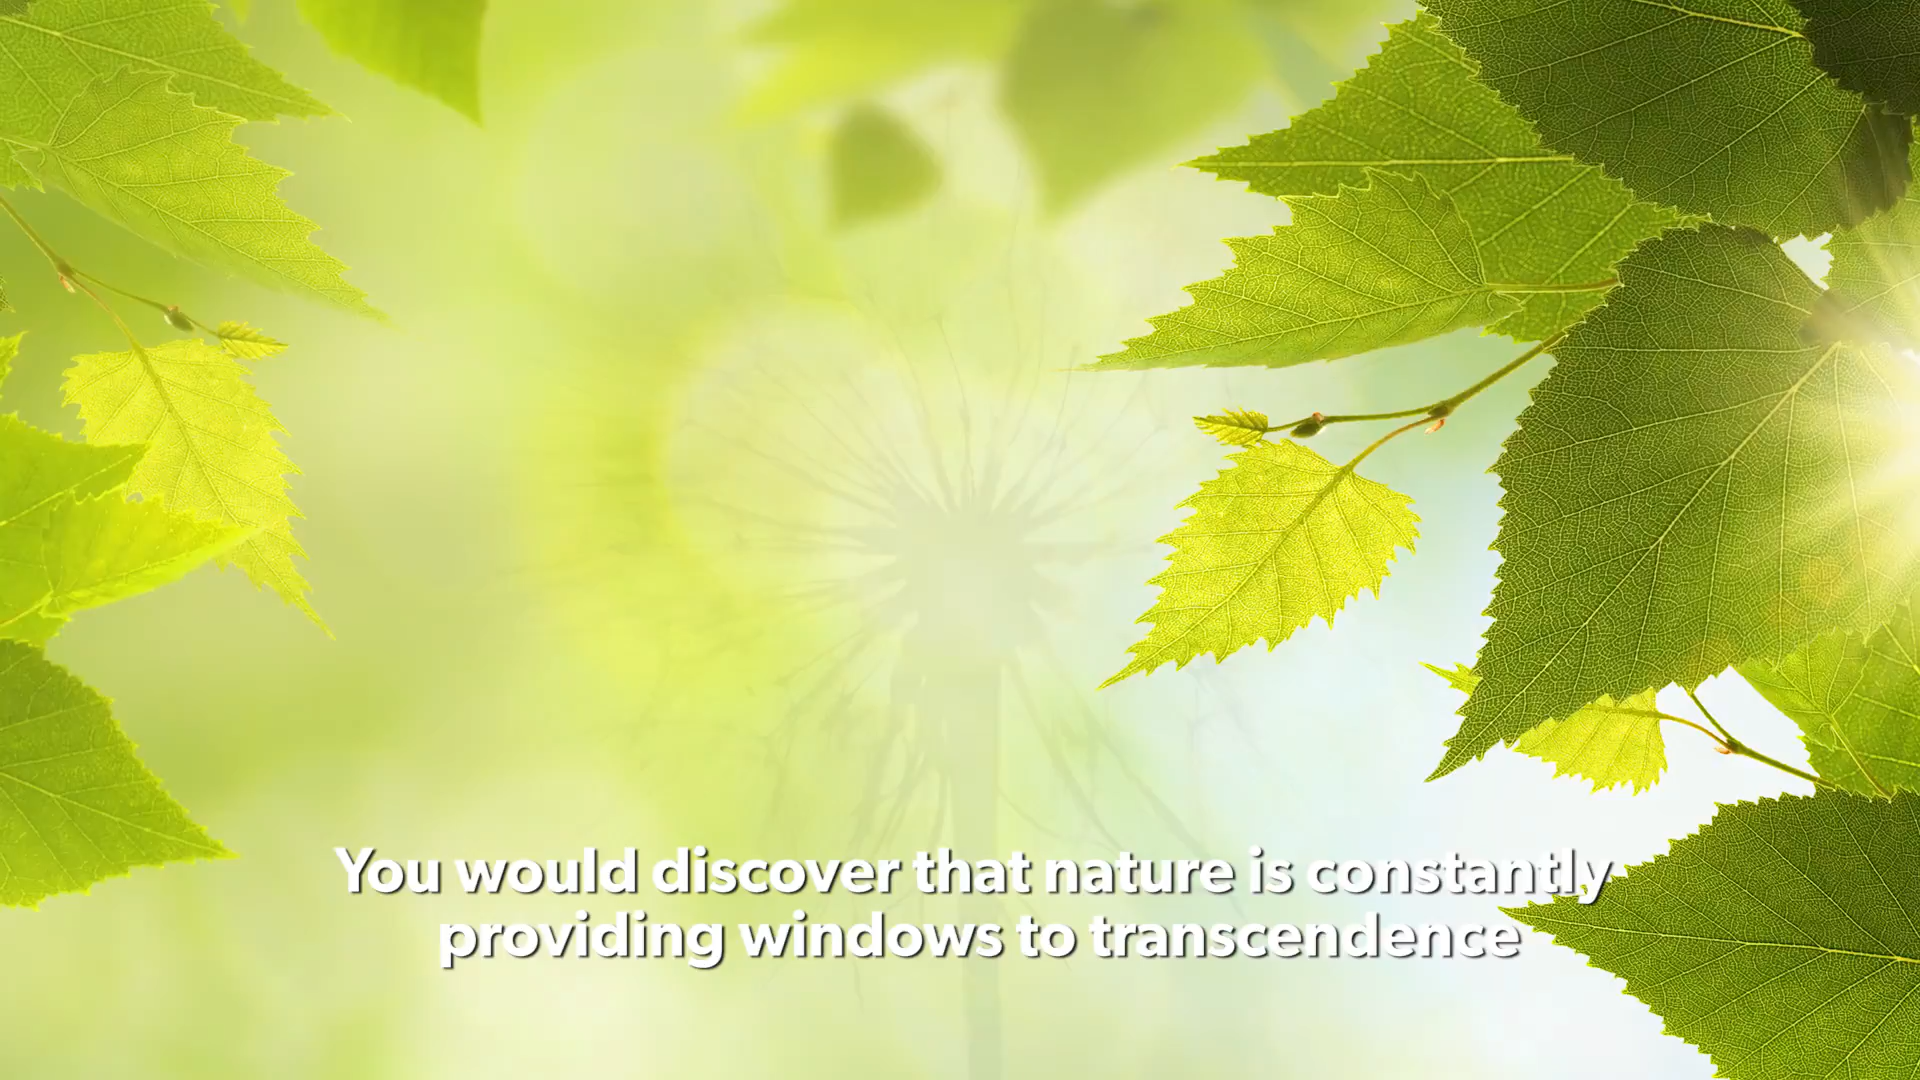 You would discover that nature is constantly
providing windows to transcendence